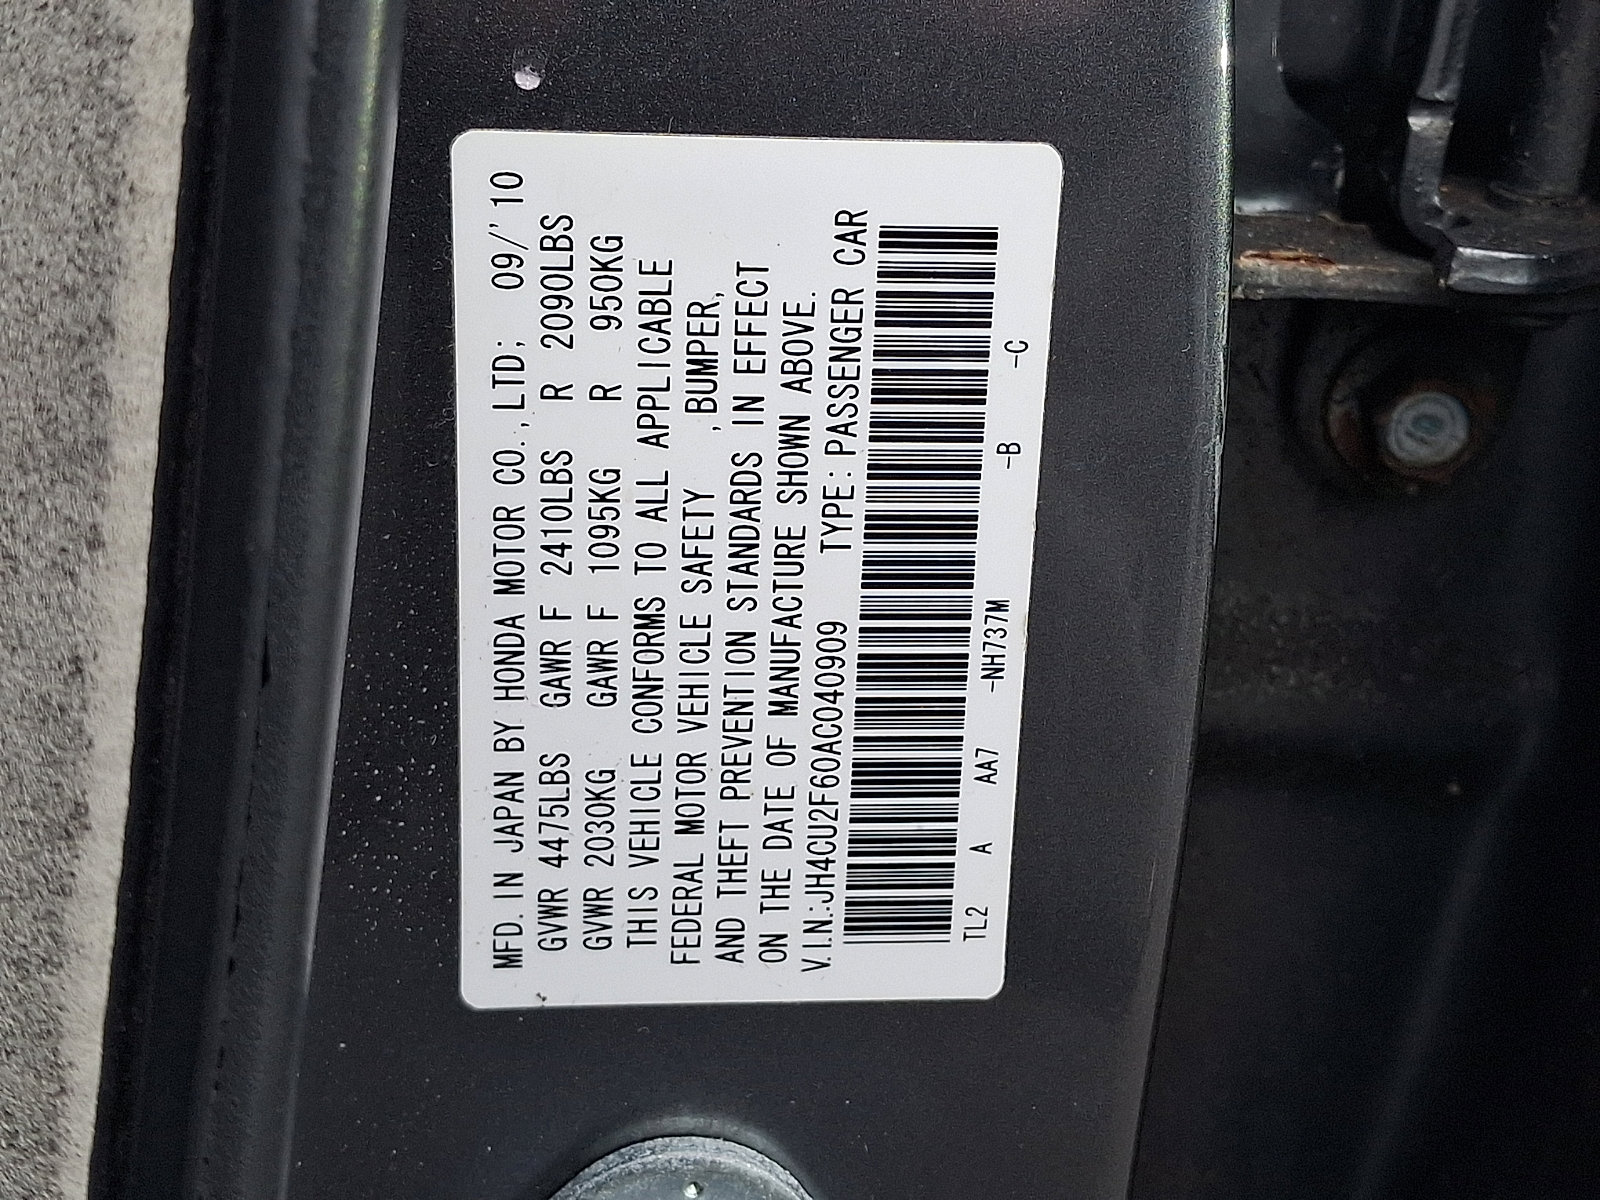 MFD. IN JAPAN BY HONDA MOTOR CO.,LTD; 09/'10
GVWR 4475LBS GAWR F 2410LBS R 2090LBS
GVWR 2030KG GAWR F 1095KG R 950KG
THIS VEHICLE CONFORMS TO ALL APPLICABLE
FEDERAL MOTOR VEHICLE SAFETY , BUMPER,
AND THEFT PREVENTION STANDARDS IN EFFECT
ON THE DATE OF MANUFACTURE SHOWN ABOVE.
V.I.N.:JH4CU2F60AC040909 TYPE: PASSENGER CAR
TL2 A AA7 -NH737M -B -C